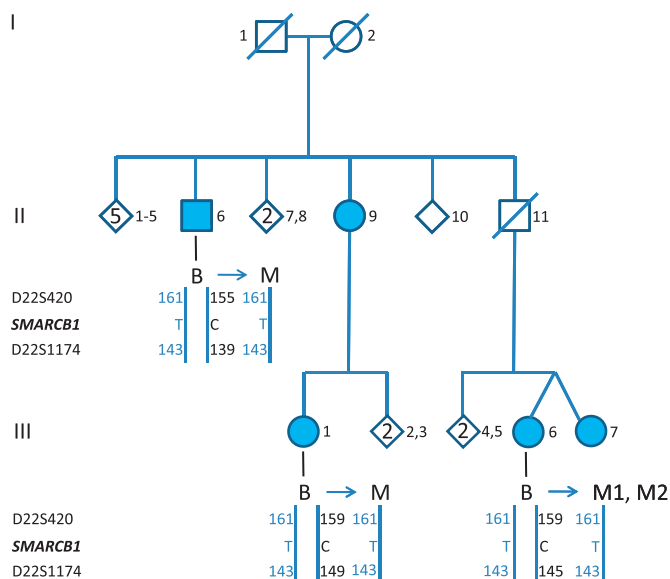 I
1 2
II
5 1-5 6 2 7,8 9 10 11
B → M
D22S420 161 155 161
SMARCB1 T C T
D22S1174 143 139 143
III
1 2 2,3 2 4,5 6 7
B → M B → M1, M2
D22S420 161 159 161 161 159 161
SMARCB1 T C T T C T
D22S1174 143 149 143 143 145 143